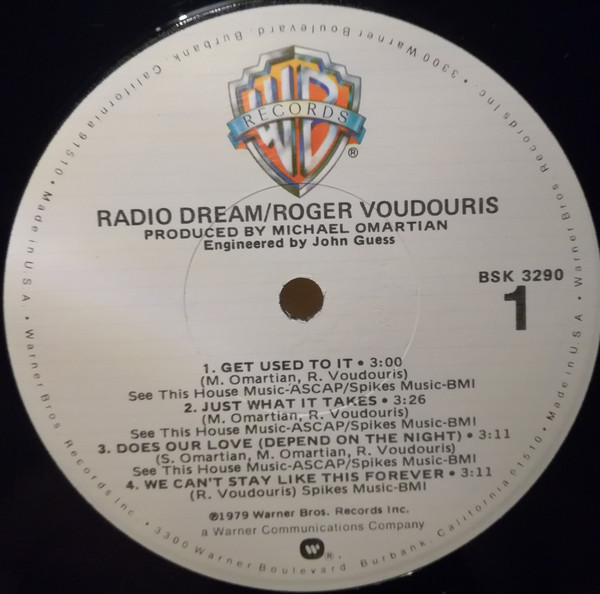 3300 Warner Boulevard, Burbank, California 91510 • Made in U.S.A. • Warner Bros. Records Inc. • 3300 Warner Boulevard, Burbank, California 91510 • Made in U.S.A. • Warner Bros. Records Inc. •
WB
RECORDS
®
RADIO DREAM/ROGER VOUDOURIS
PRODUCED BY MICHAEL OMARTIAN
Engineered by John Guess
BSK 3290
1
1. GET USED TO IT • 3:00
(M. Omartian, R. Voudouris)
See This House Music-ASCAP/Spikes Music-BMI
2. JUST WHAT IT TAKES • 3:26
(M. Omartian, R. Voudouris)
See This House Music-ASCAP/Spikes Music-BMI
3. DOES OUR LOVE (DEPEND ON THE NIGHT) • 3:11
(S. Omartian, M. Omartian, R. Voudouris)
See This House Music-ASCAP/Spikes Music-BMI
4. WE CAN'T STAY LIKE THIS FOREVER • 3:11
(R. Voudouris) Spikes Music-BMI
℗1979 Warner Bros. Records Inc.
a Warner Communications Company
®.